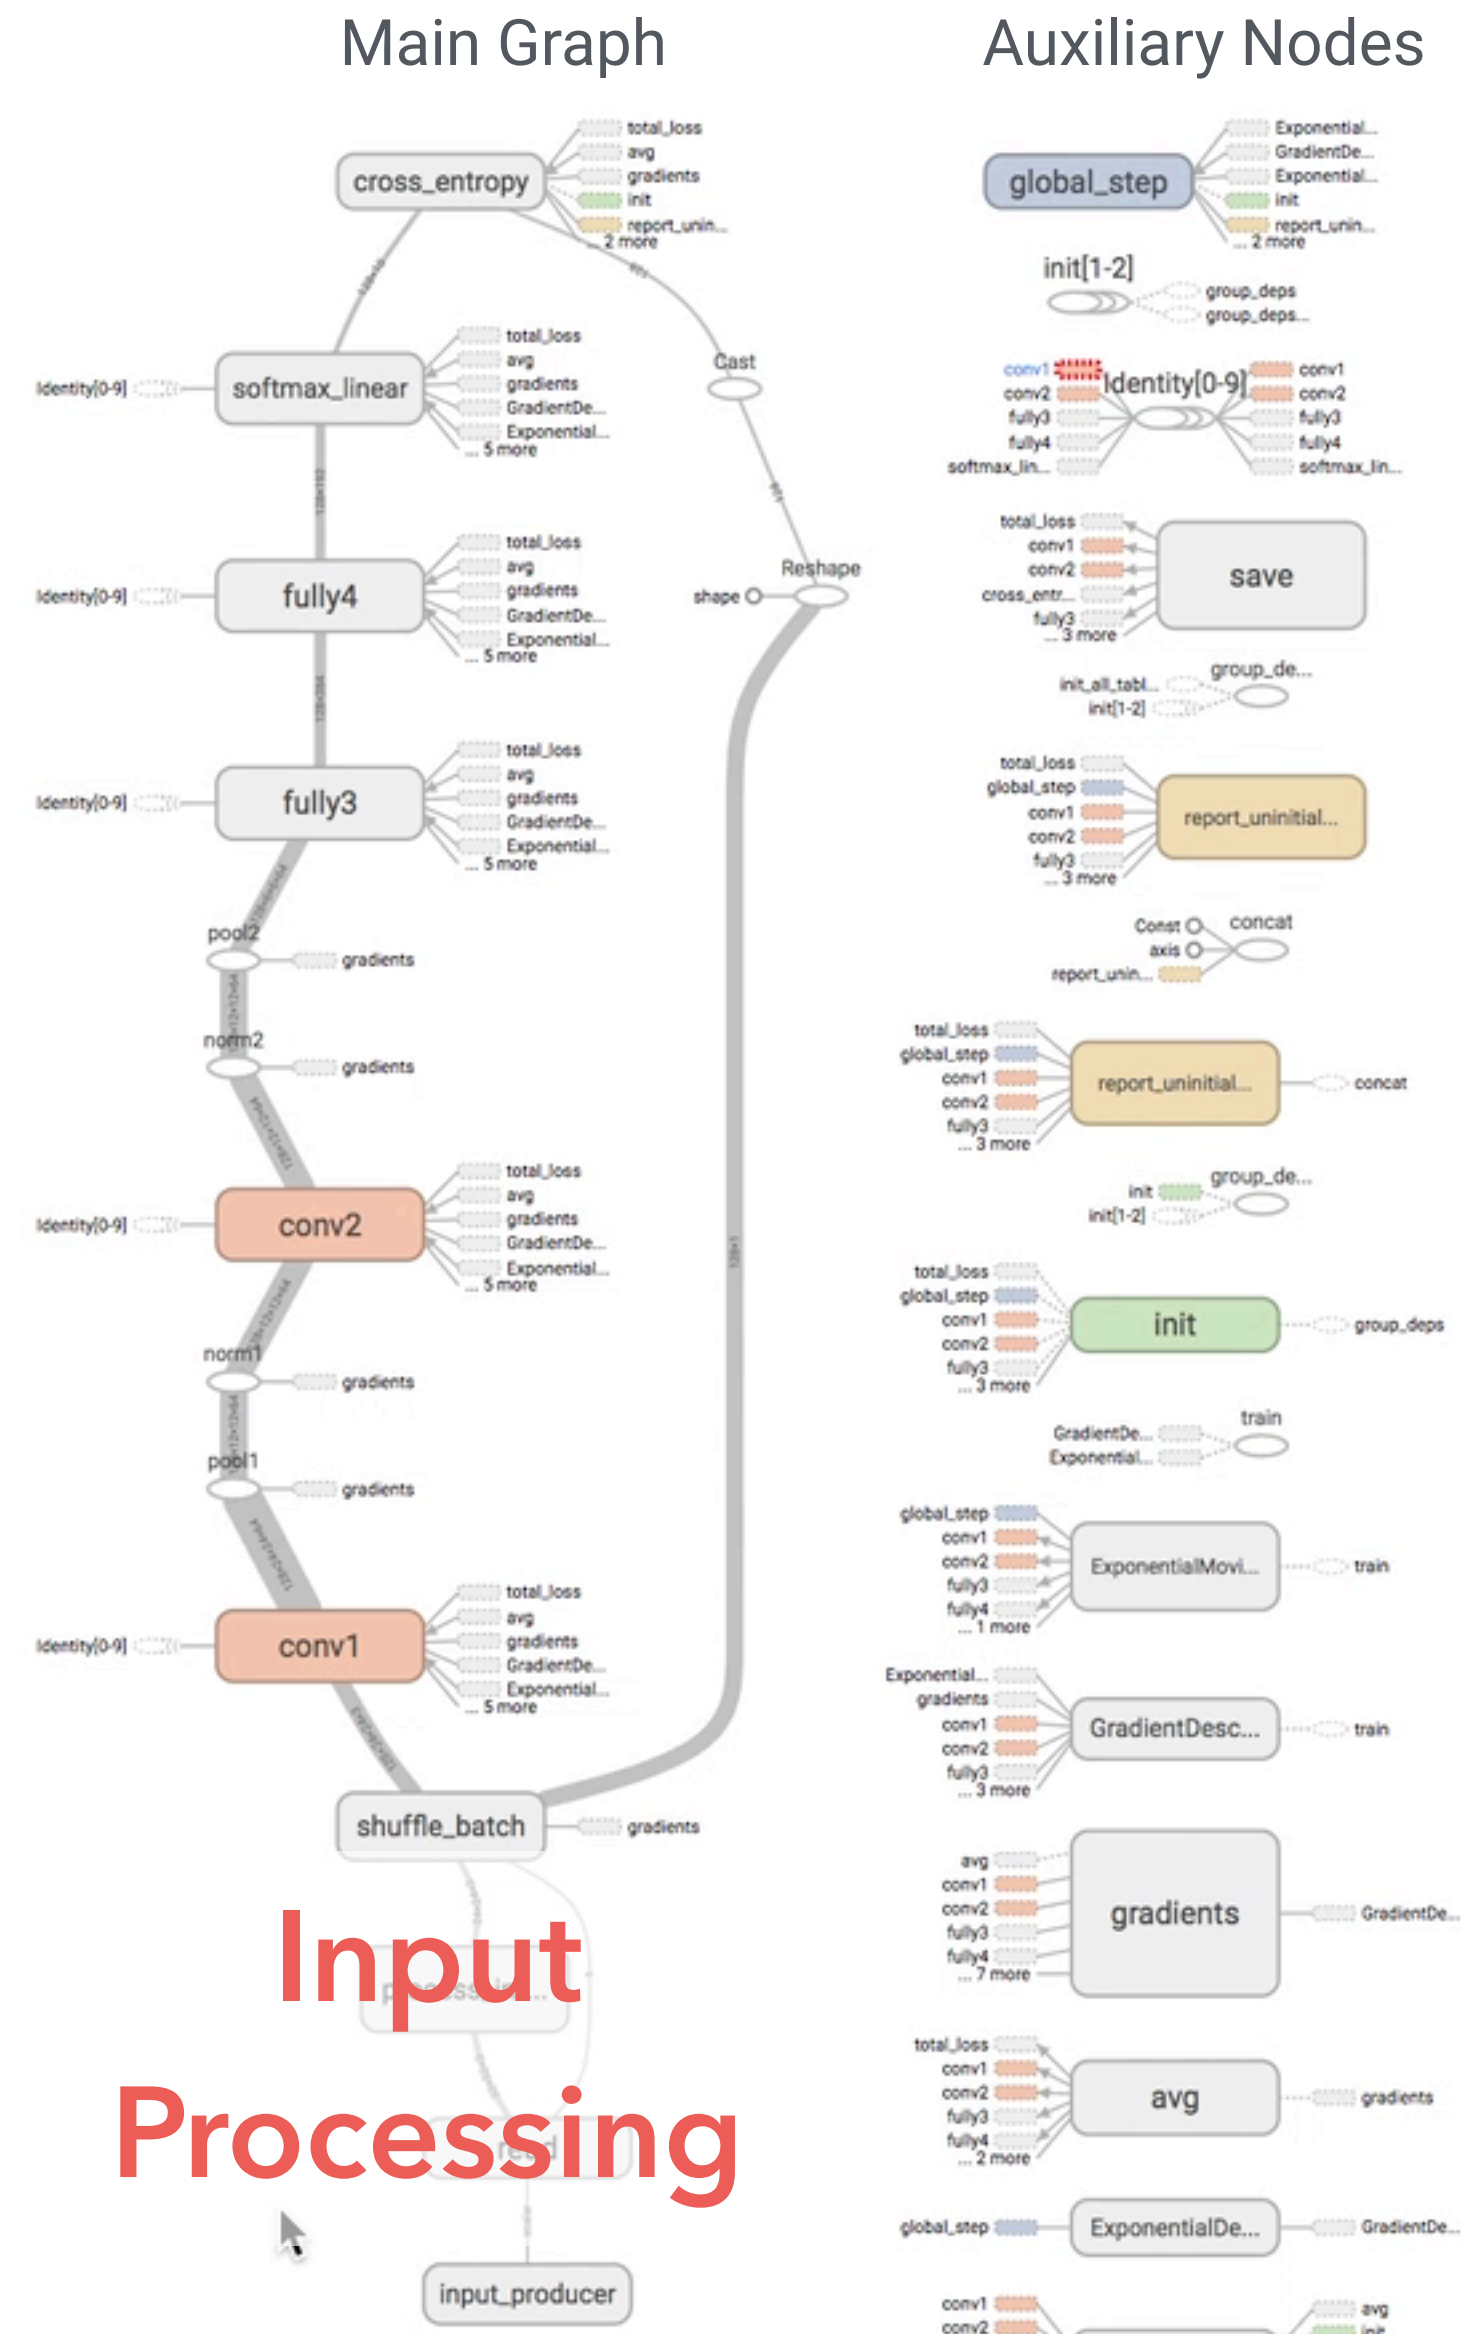 Main Graph
Auxiliary Nodes
total_loss
avg
cross_entropy
gradients
init
report_unin...
... 2 more
total_loss
avg
Identity[0-9]
softmax_linear
gradients
GradientDe...
Exponential...
... 5 more
Cast
total_loss
avg
Identity[0-9]
fully4
gradients
GradientDe...
Exponential...
... 5 more
Reshape
shape
total_loss
avg
Identity[0-9]
fully3
gradients
GradientDe...
Exponential...
... 5 more
pool2
gradients
norm2
gradients
total_loss
avg
Identity[0-9]
conv2
gradients
GradientDe...
Exponential...
... 5 more
norm1
gradients
pool1
gradients
total_loss
avg
Identity[0-9]
conv1
gradients
GradientDe...
Exponential...
... 5 more
128×1
shuffle_batch
gradients
Input
Processing
input_producer
global_step
Exponential...
GradientDe...
Exponential...
init
report_unin...
... 2 more
init[1-2]
group_deps
group_deps...
Identity[0-9]
conv1
conv2
fully3
fully4
softmax_lin...
conv1
conv2
fully3
fully4
softmax_lin...
total_loss
conv1
conv2
cross_entr...
fully3
... 3 more
save
group_de...
init_all_tabl...
init[1-2]
total_loss
global_step
conv1
conv2
fully3
... 3 more
report_uninitial...
Const
concat
axis
report_unin...
total_loss
global_step
conv1
conv2
fully3
... 3 more
report_uninitial...
concat
group_de...
init
init[1-2]
total_loss
global_step
conv1
conv2
fully3
... 3 more
init
group_deps
train
GradientDe...
Exponential...
global_step
conv1
conv2
fully3
fully4
... 1 more
ExponentialMovi...
train
Exponential...
gradients
conv1
conv2
fully3
... 3 more
GradientDesc...
train
avg
conv1
conv2
fully3
fully4
... 7 more
gradients
GradientDe...
total_loss
conv1
conv2
fully3
fully4
... 2 more
avg
gradients
global_step
ExponentialDe...
GradientDe...
conv1
conv2
avg
init